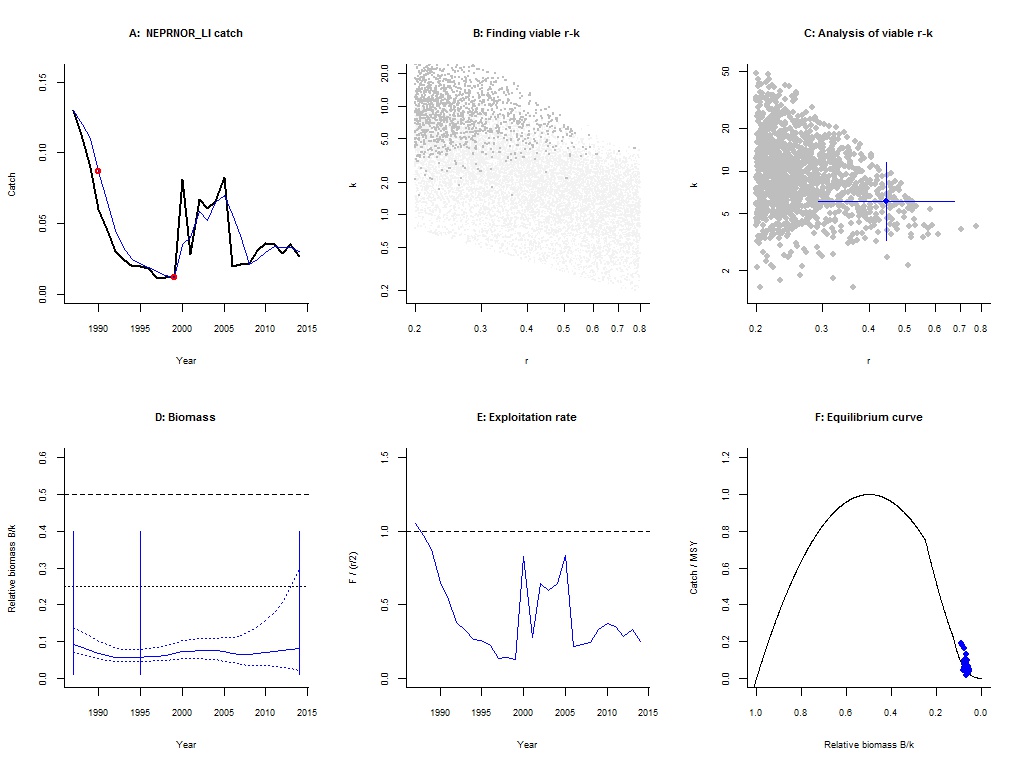 A: NEPRNOR_LI catch
Catch
0.15
0.10
0.05
0.00
1990 1995 2000 2005 2010 2015
Year
B: Finding viable r-k
k
20.0
10.0
5.0
2.0
1.0
0.5
0.2
0.2 0.3 0.4 0.5 0.6 0.7 0.8
r
C: Analysis of viable r-k
k
50
20
10
5
2
0.2 0.3 0.4 0.5 0.6 0.7 0.8
r
D: Biomass
Relative biomass B/k
0.6
0.5
0.4
0.3
0.2
0.1
0.0
1990 1995 2000 2005 2010 2015
Year
E: Exploitation rate
F / (r/2)
1.5
1.0
0.5
0.0
1990 1995 2000 2005 2010 2015
Year
F: Equilibrium curve
Catch / MSY
1.2
1.0
0.8
0.6
0.4
0.2
0.0
1.0 0.8 0.6 0.4 0.2 0.0
Relative biomass B/k